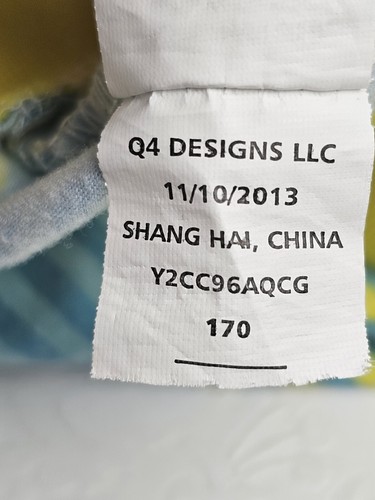 Q4 DESIGNS LLC
11/10/2013
SHANG HAI, CHINA
Y2CC96AQCG
170